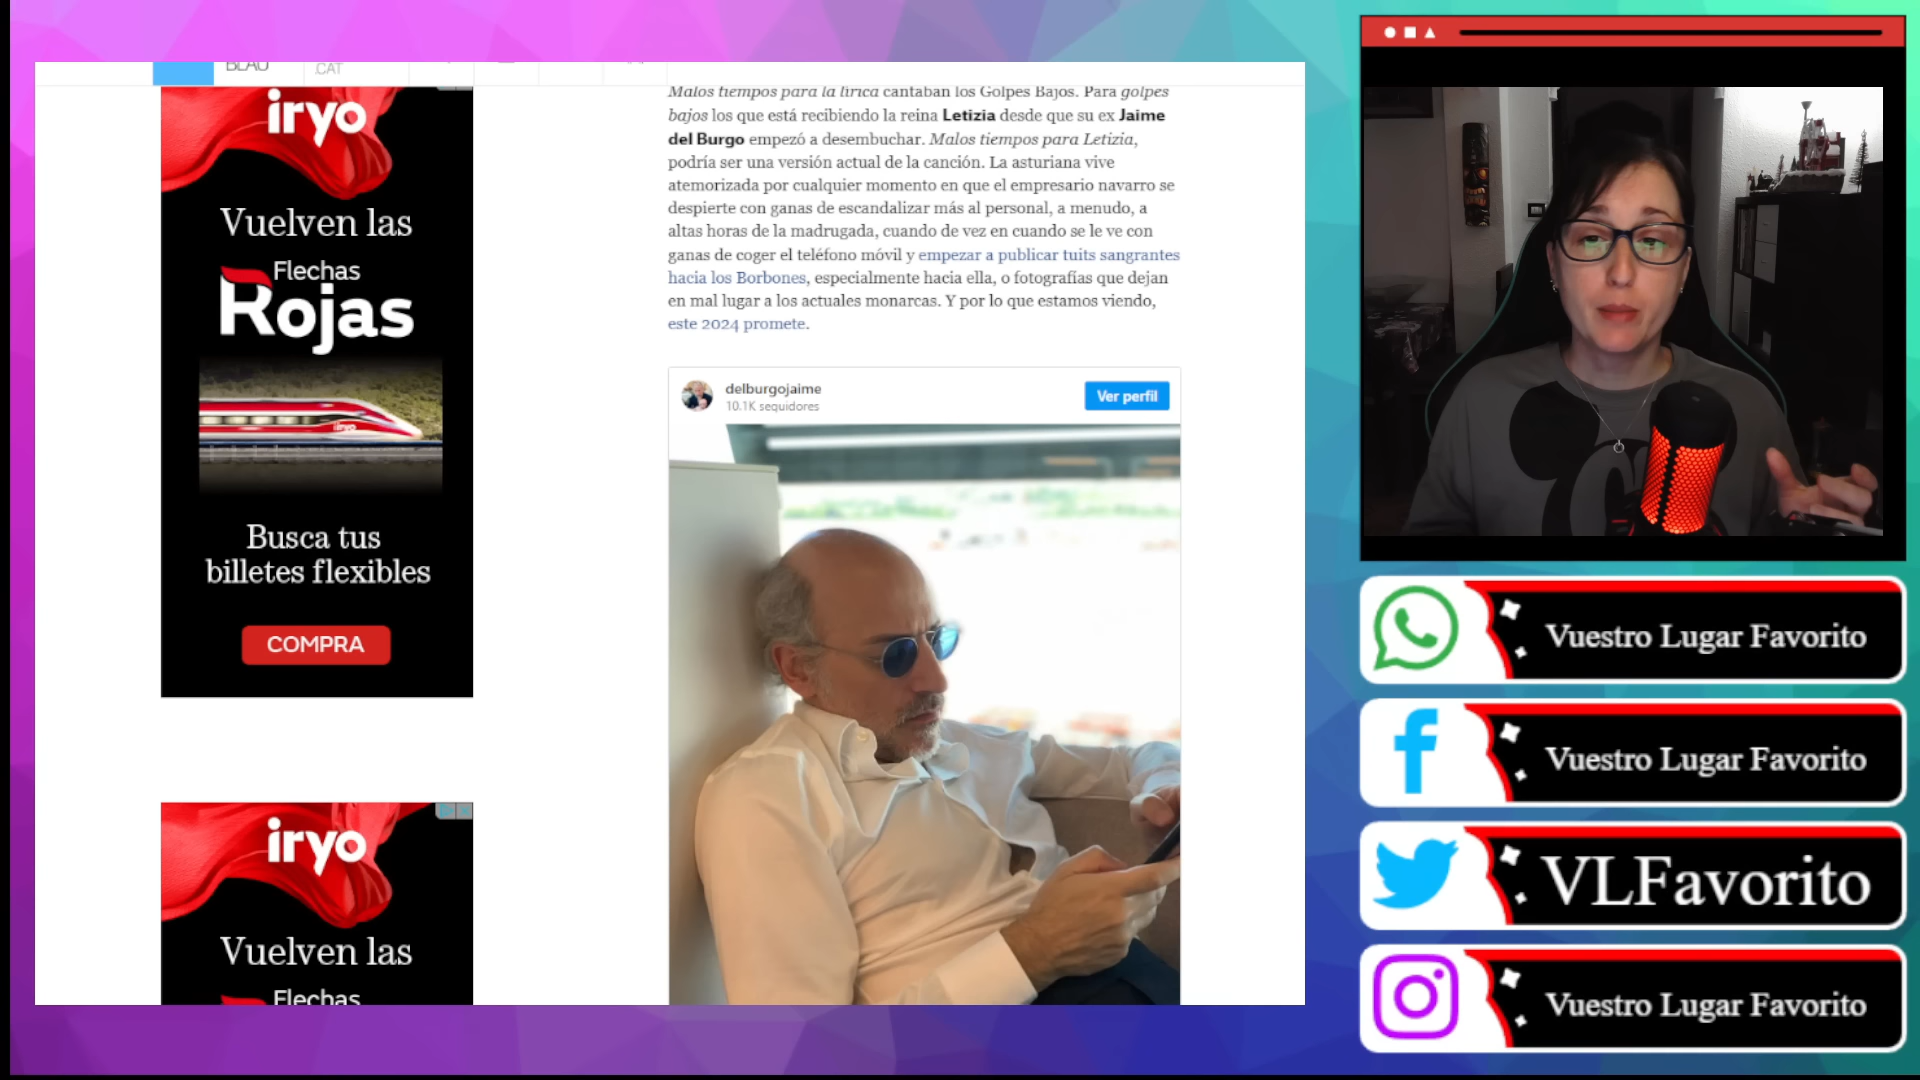 BLAU
.CAT
iryo
Vuelven las
Flechas
Rojas
iryo
Busca tus
billetes flexibles
COMPRA
iryo
Vuelven las
Flechas
Malos tiempos para la lírica cantaban los Golpes Bajos. Para golpes
bajos los que está recibiendo la reina Letizia desde que su ex Jaime
del Burgo empezó a desembuchar. Malos tiempos para Letizia,
podría ser una versión actual de la canción. La asturiana vive
atemorizada por cualquier momento en que el empresario navarro se
despierte con ganas de escandalizar más al personal, a menudo, a
altas horas de la madrugada, cuando de vez en cuando se le ve con
ganas de coger el teléfono móvil y empezar a publicar tuits sangrantes
hacia los Borbones, especialmente hacia ella, o fotografías que dejan
en mal lugar a los actuales monarcas. Y por lo que estamos viendo,
este 2024 promete.
delburgojaime
10.1K seguidores
Ver perfil
Vuestro Lugar Favorito
Vuestro Lugar Favorito
VLFavorito
Vuestro Lugar Favorito